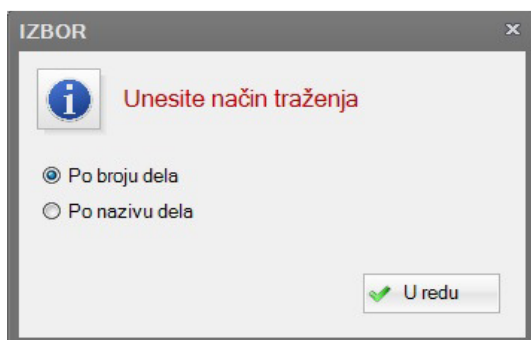 IZBOR
Unesite način traženja
Po broju dela
Po nazivu dela
U redu